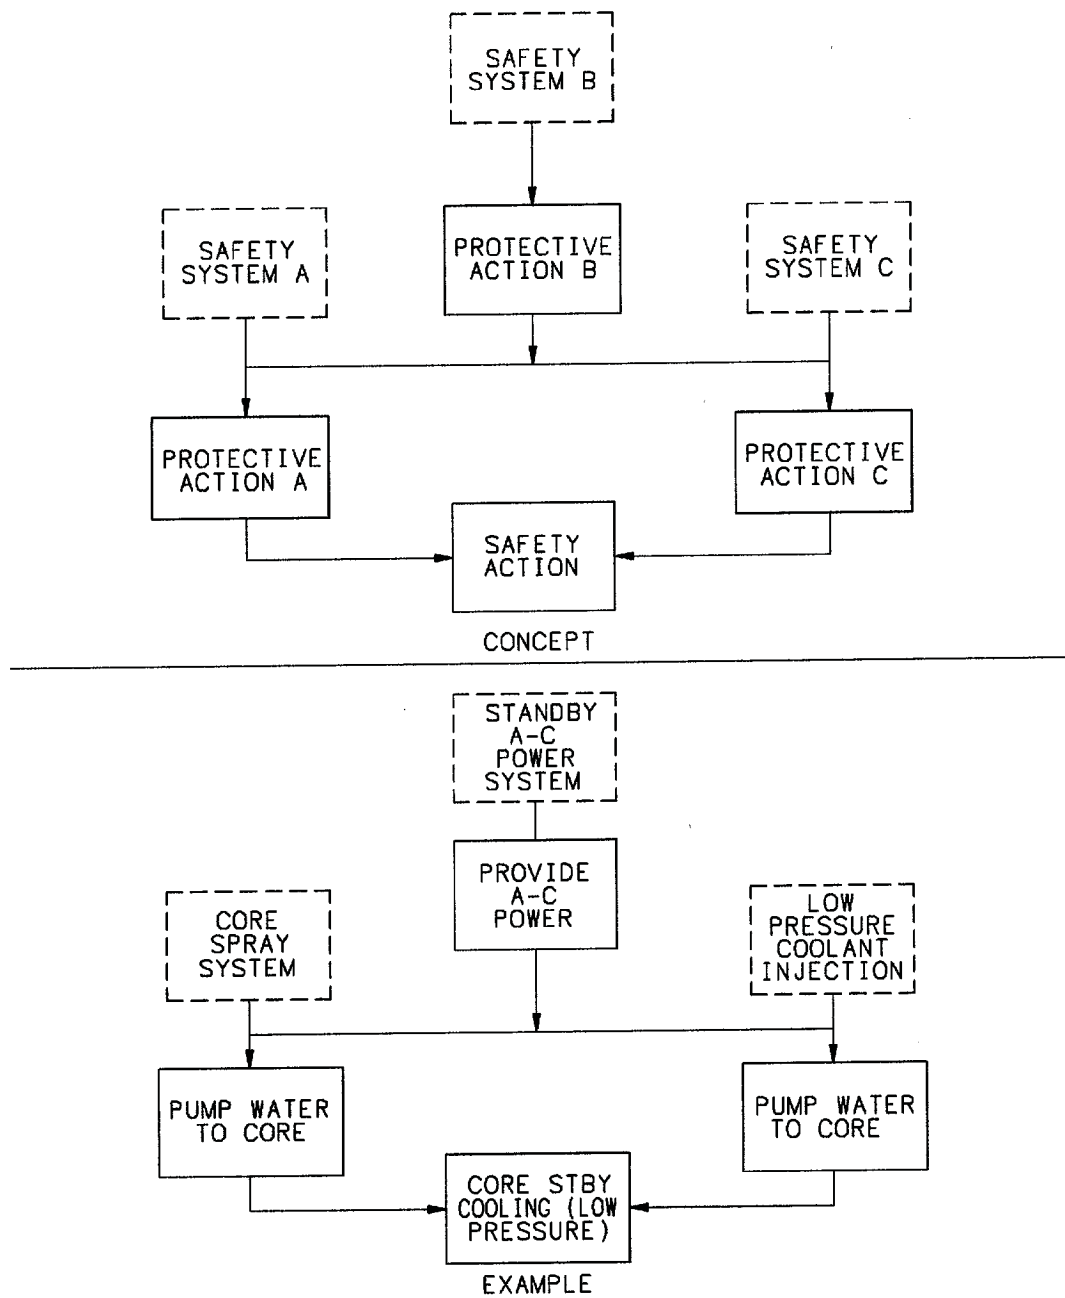 SAFETY
SYSTEM B
SAFETY
SYSTEM A
PROTECTIVE
ACTION B
SAFETY
SYSTEM C
PROTECTIVE
ACTION A
PROTECTIVE
ACTION C
SAFETY
ACTION
CONCEPT
STANDBY
A-C
POWER
SYSTEM
PROVIDE
A-C
POWER
CORE
SPRAY
SYSTEM
LOW
PRESSURE
COOLANT
INJECTION
PUMP WATER
TO CORE
PUMP WATER
TO CORE
CORE STBY
COOLING (LOW
PRESSURE)
EXAMPLE